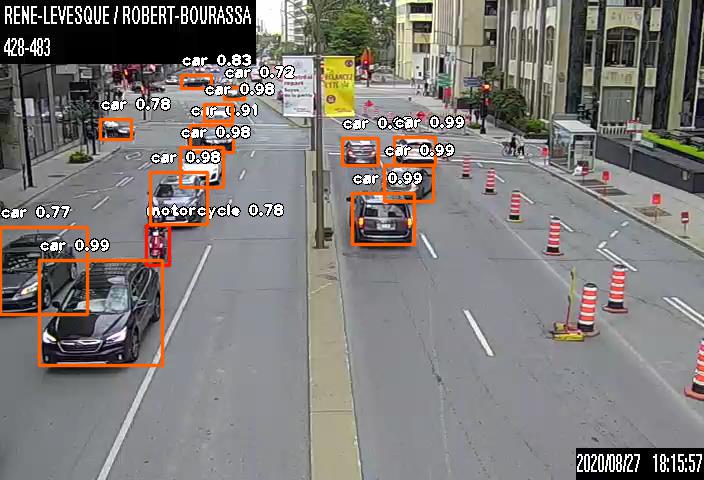 RENE-LEVESQUE / ROBERT-BOURASSA
428-483
car 0.83
car 0.72
car 0.98
car 0.78
0.91
car 0.98
car 0.99
car 0.99
car 0.98
car 0.99
motorcycle 0.78
car 0.77
car 0.99
2020/08/27 18:15:57